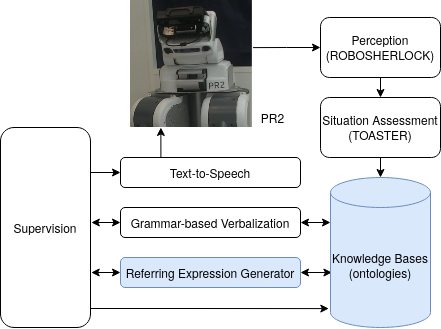 Perception
(ROBOSHERLOCK)
PR2
PR2
Situation Assessment
(TOASTER)
Text-to-Speech
Supervision
Grammar-based Verbalization
Referring Expression Generator
Knowledge Bases
(ontologies)